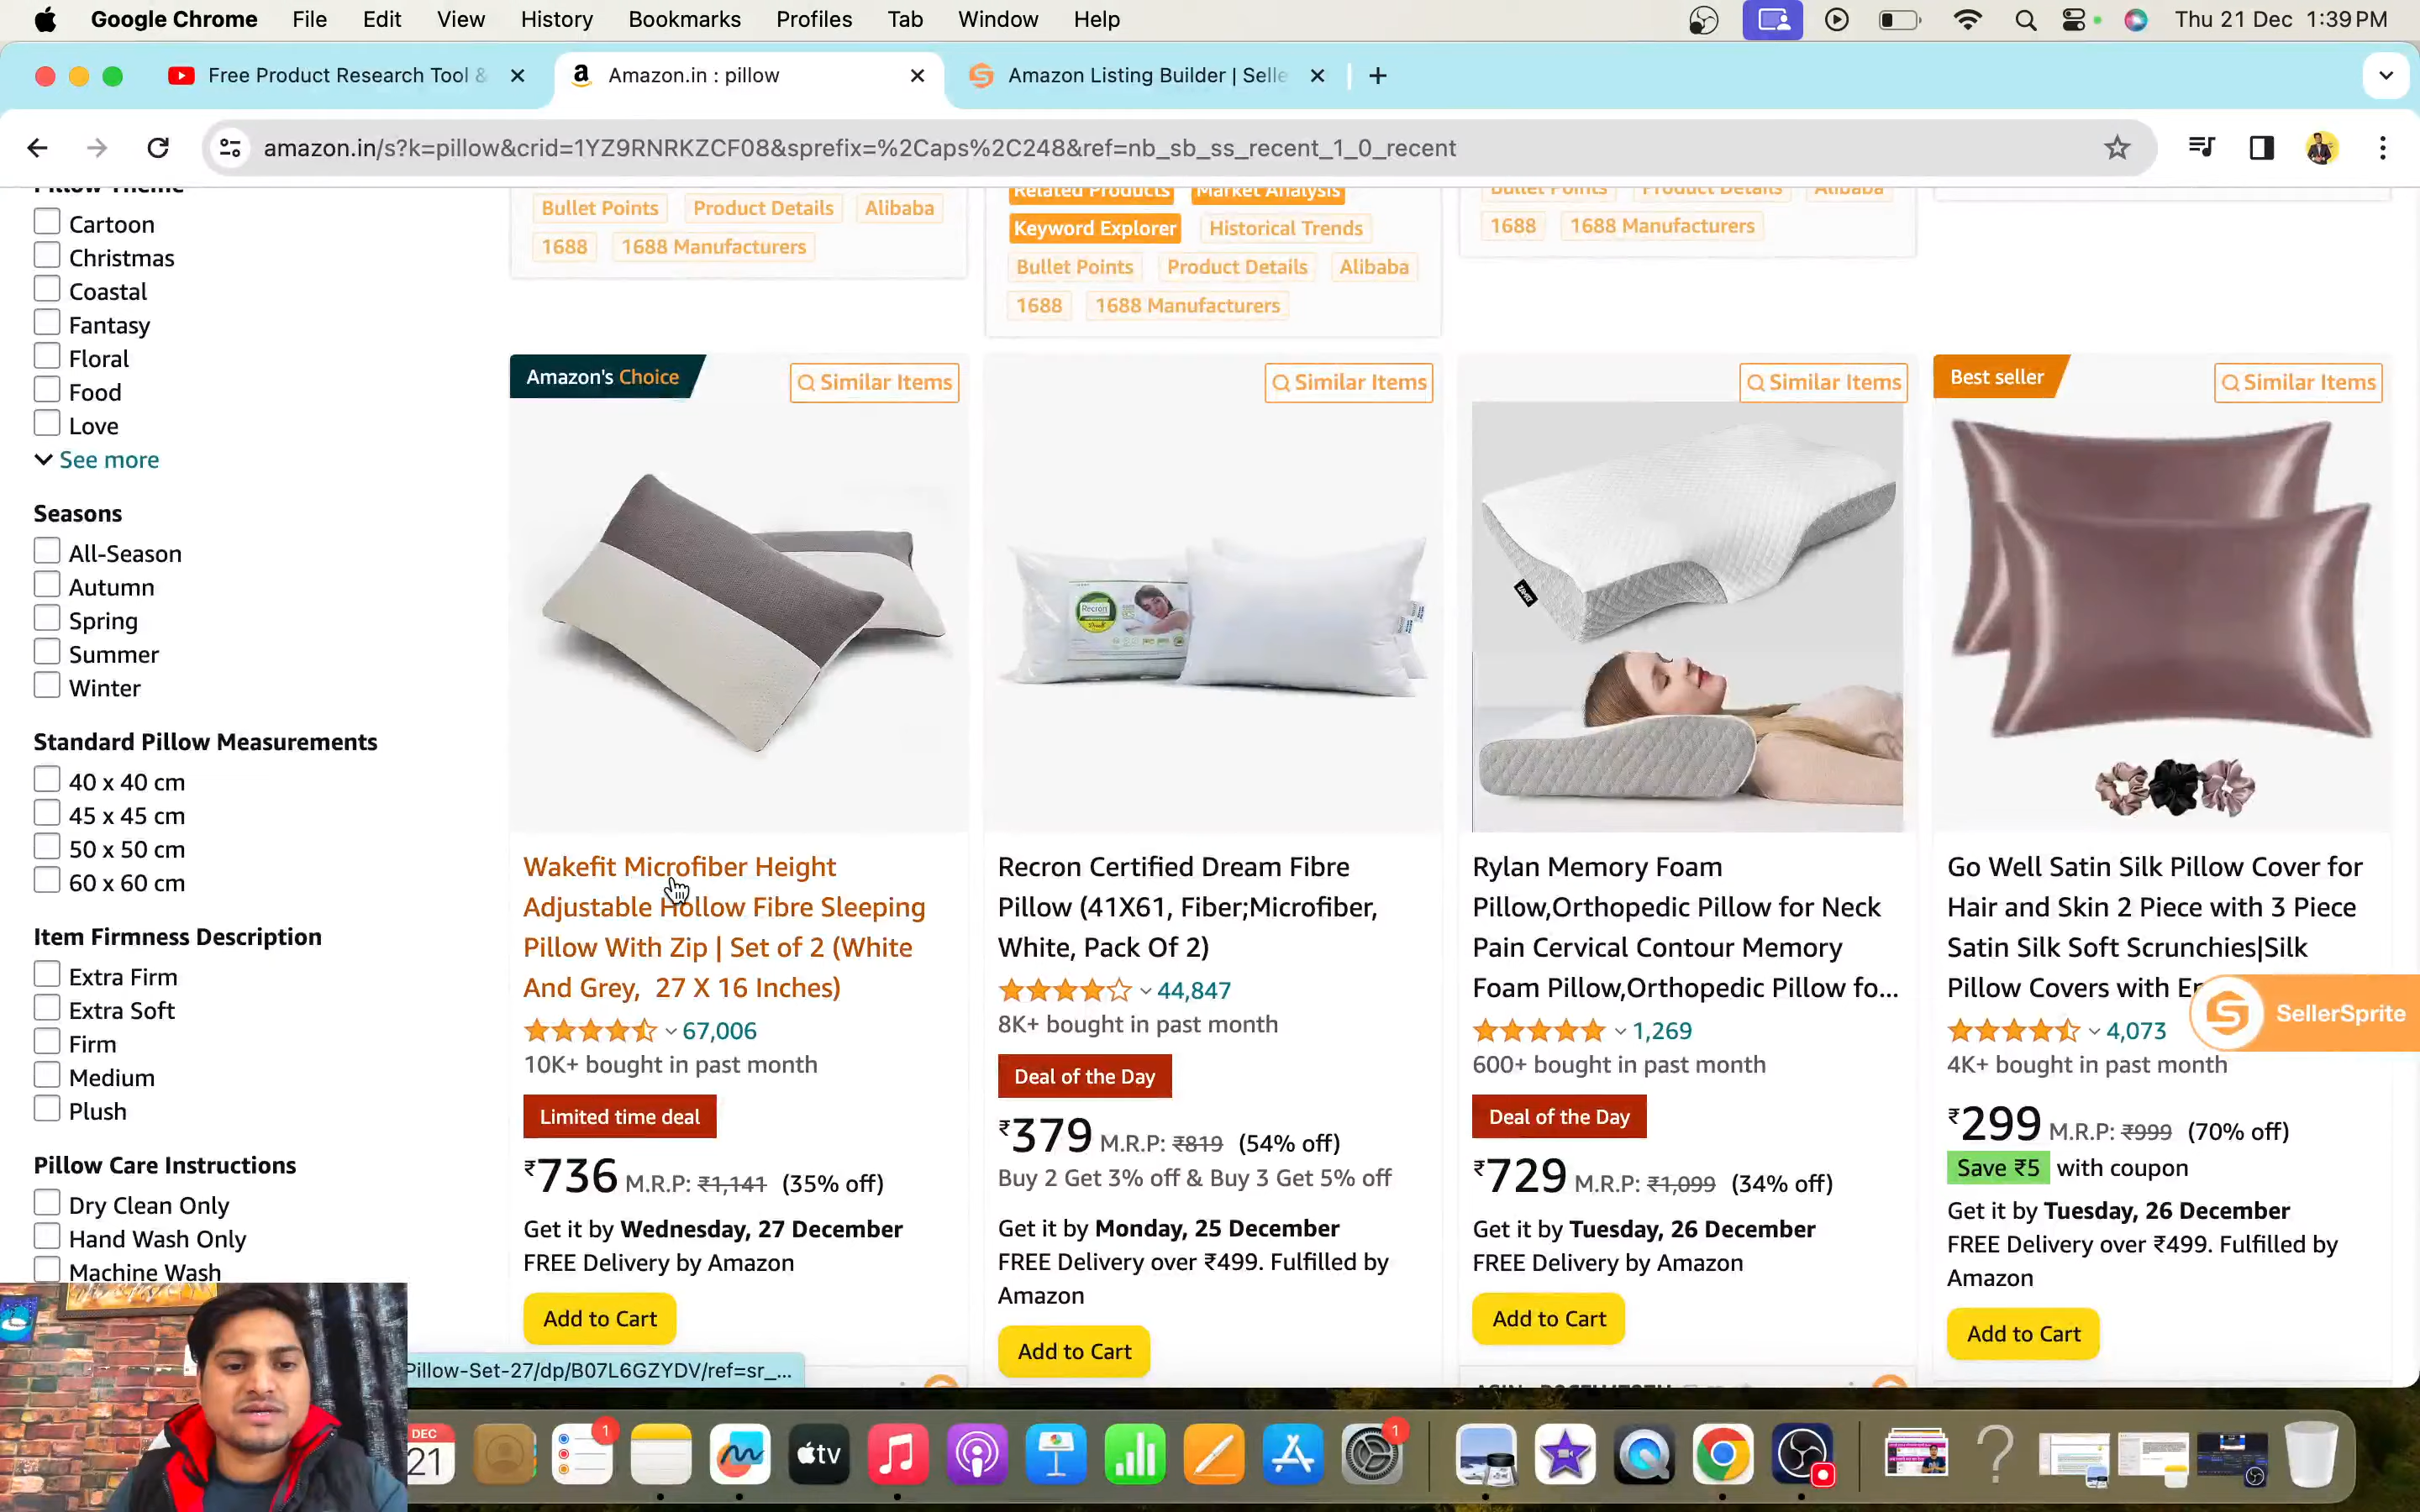 Google Chrome File Edit View History Bookmarks Profiles Tab Window Help Thu 21 Dec 1:39 PM
Free Product Research Tool &
Amazon.in : pillow
Amazon Listing Builder | Selle
amazon.in/s?k=pillow&crid=1YZ9RNRKZCF08&sprefix=%2Caps%2C248&ref=nb_sb_ss_recent_1_0_recent
Pillow Theme
Cartoon
Christmas
Coastal
Fantasy
Floral
Food
Love
See more
Seasons
All-Season
Autumn
Spring
Summer
Winter
Standard Pillow Measurements
40 x 40 cm
45 x 45 cm
50 x 50 cm
60 x 60 cm
Item Firmness Description
Extra Firm
Extra Soft
Firm
Medium
Plush
Pillow Care Instructions
Dry Clean Only
Hand Wash Only
Machine Wash
Bullet Points Product Details Alibaba
1688 1688 Manufacturers
Related Products Market Analysis
Keyword Explorer Historical Trends
Bullet Points Product Details Alibaba
1688 1688 Manufacturers
Bullet Points Product Details Alibaba
1688 1688 Manufacturers
Amazon's Choice
Similar Items
Wakefit Microfiber Height
Adjustable Hollow Fibre Sleeping
Pillow With Zip | Set of 2 (White
And Grey, 27 X 16 Inches)
67,006
10K+ bought in past month
Limited time deal
₹736 M.R.P: ₹1,141 (35% off)
Get it by Wednesday, 27 December
FREE Delivery by Amazon
Add to Cart
Similar Items
Recron
Recron Certified Dream Fibre
Pillow (41X61, Fiber;Microfiber,
White, Pack Of 2)
44,847
8K+ bought in past month
Deal of the Day
₹379 M.R.P: ₹819 (54% off)
Buy 2 Get 3% off & Buy 3 Get 5% off
Get it by Monday, 25 December
FREE Delivery over ₹499. Fulfilled by
Amazon
Add to Cart
Similar Items
Rylan Memory Foam
Pillow,Orthopedic Pillow for Neck
Pain Cervical Contour Memory
Foam Pillow,Orthopedic Pillow fo...
1,269
600+ bought in past month
Deal of the Day
₹729 M.R.P: ₹1,099 (34% off)
Get it by Tuesday, 26 December
FREE Delivery by Amazon
Add to Cart
Best seller
Similar Items
Go Well Satin Silk Pillow Cover for
Hair and Skin 2 Piece with 3 Piece
Satin Silk Soft Scrunchies|Silk
Pillow Covers with
4,073
4K+ bought in past month
₹299 M.R.P: ₹999 (70% off)
Save ₹5 with coupon
Get it by Tuesday, 26 December
FREE Delivery over ₹499. Fulfilled by
Amazon
Add to Cart
SellerSprite
Pillow-Set-27/dp/B07L6GZYDV/ref=sr_...
DEC
21
1
tv
1